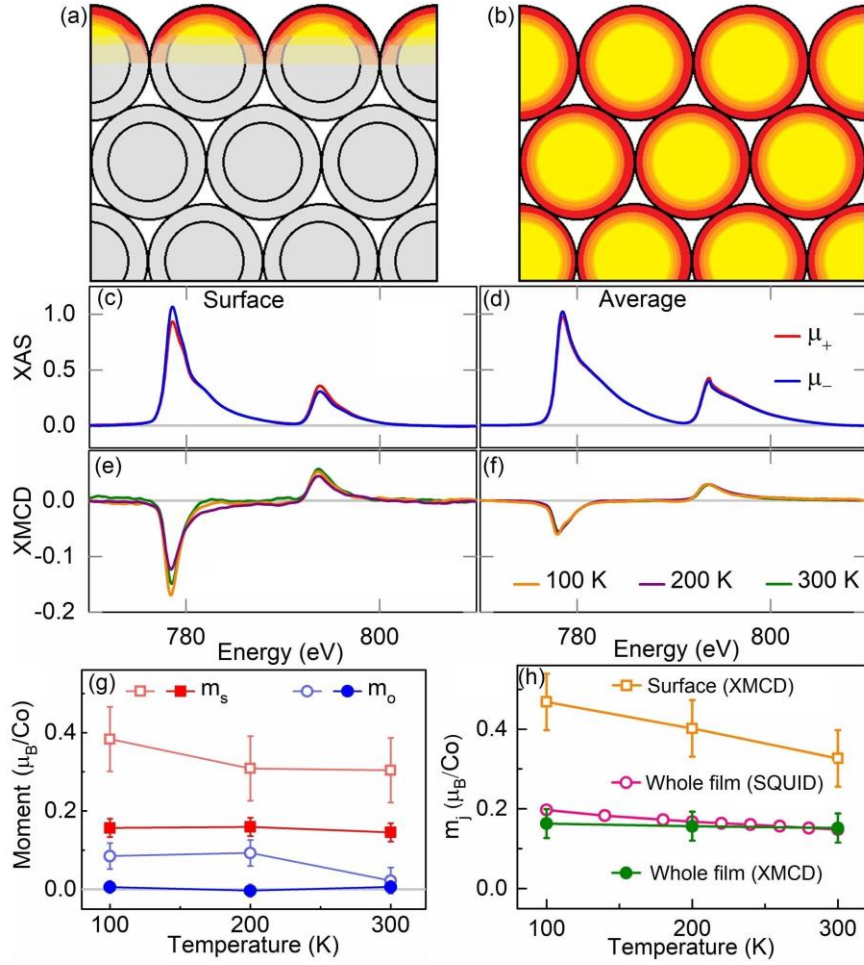 (a)
(b)
(c) Surface
(d) Average
XAS
1.0
0.5
0.0
μ+
μ−
(e)
(f)
XMCD
0.0
-0.1
-0.2
100 K 200 K 300 K
780 800
780 800
Energy (eV)
Energy (eV)
(g)
ms mo
Moment (μB/Co)
0.4
0.2
0.0
100 200 300
Temperature (K)
(h)
Surface (XMCD)
Whole film (SQUID)
Whole film (XMCD)
mj (μB/Co)
0.4
0.2
0.0
100 200 300
Temperature (K)